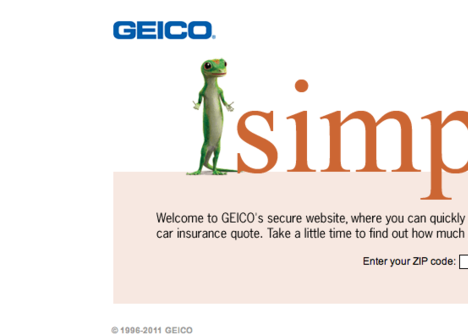 GEICO.
simp
Welcome to GEICO's secure website, where you can quickly
car insurance quote. Take a little time to find out how much
Enter your ZIP code:
© 1996-2011 GEICO